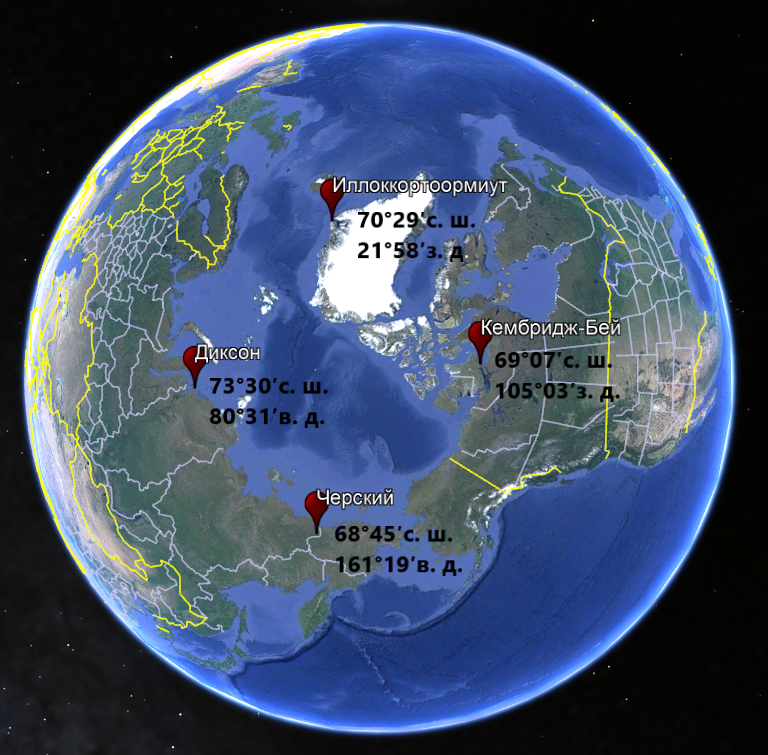 Иллоккортоормиут
70°29′с. ш.
21°58′з. д
Кембридж-Бей
69°07′с. ш.
105°03′з. д.
Диксон
73°30′с. ш.
80°31′в. д.
Черский
68°45′с. ш.
161°19′в. д.